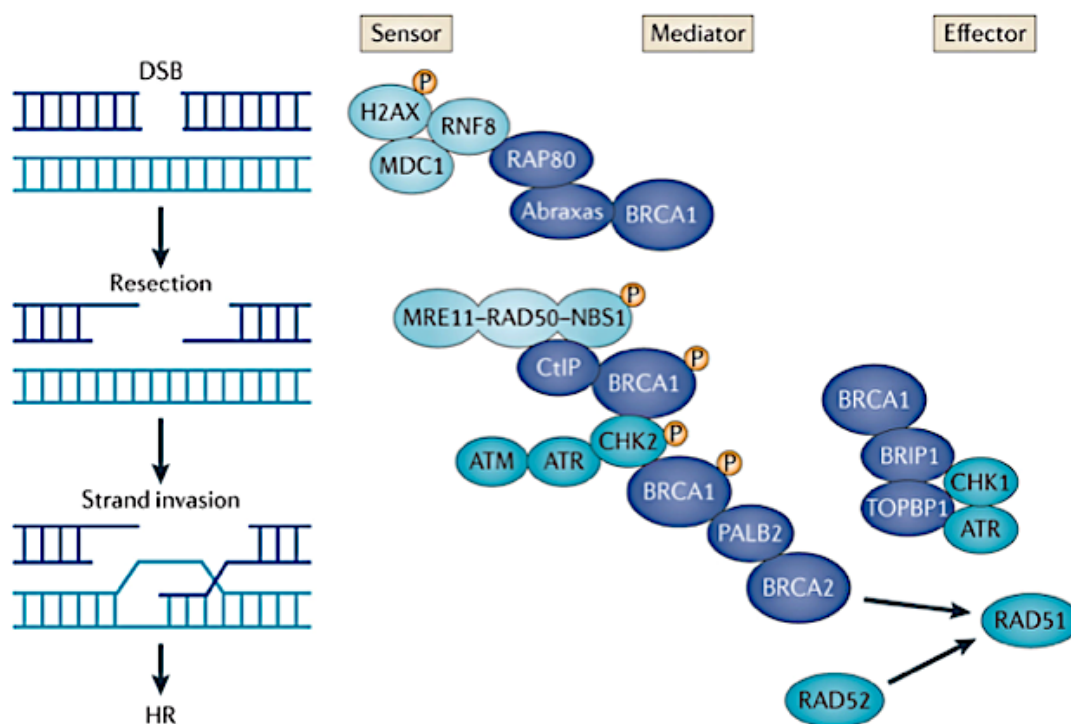 Sensor
Mediator
Effector
DSB
P
H2AX
RNF8
MDC1
RAP80
Abraxas
BRCA1
Resection
P
MRE11–RAD50–NBS1
CtIP
BRCA1
P
BRCA1
CHK2
P
ATM
ATR
P
BRIP1
CHK1
BRCA1
Strand invasion
TOPBP1
ATR
PALB2
BRCA2
RAD51
RAD52
HR